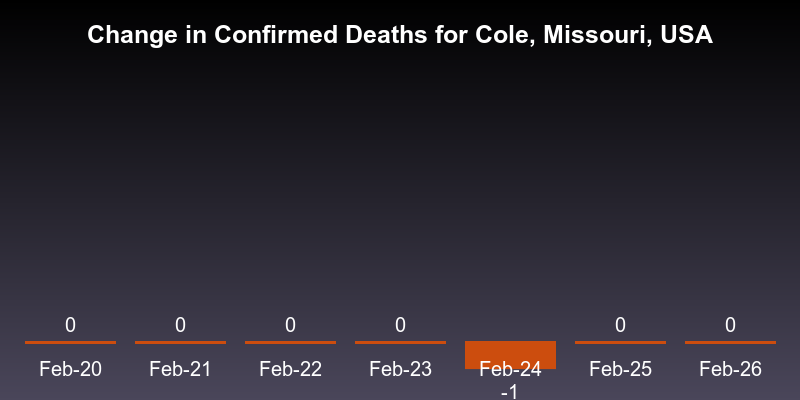 Change in Confirmed Deaths for Cole, Missouri, USA
0 0 0 0 0 0
Feb-20 Feb-21 Feb-22 Feb-23 Feb-24 Feb-25 Feb-26
-1